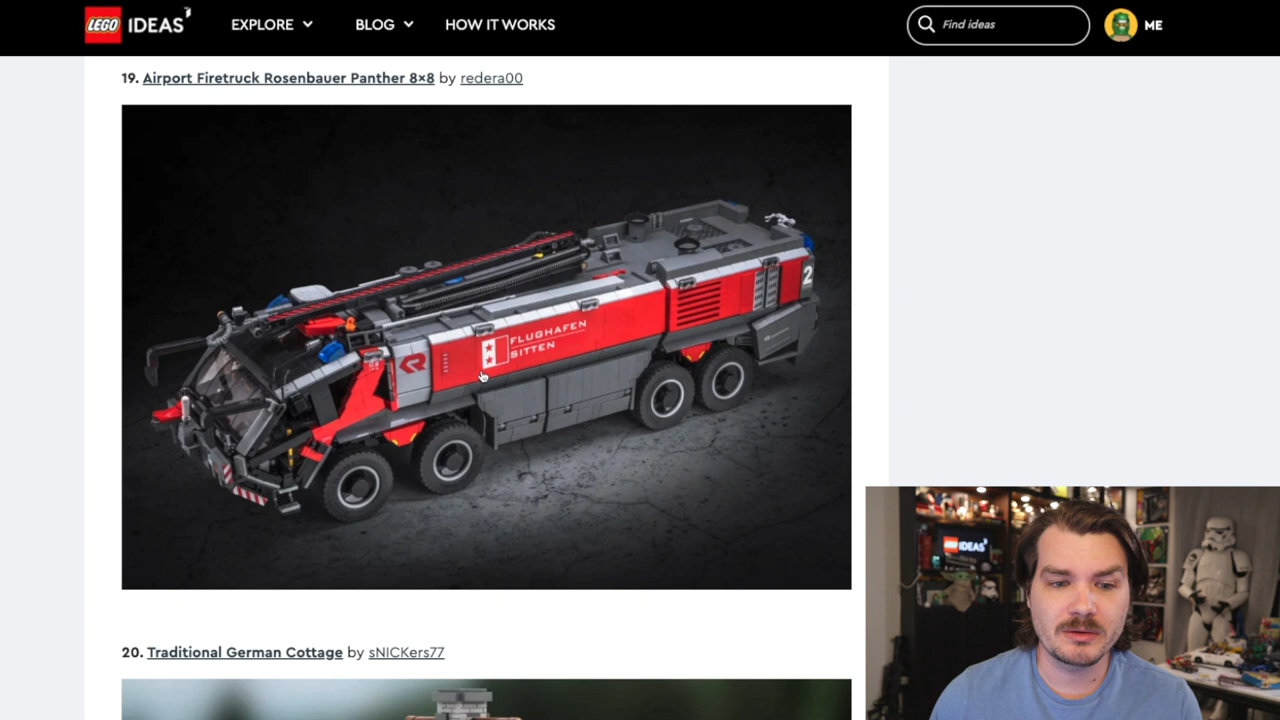 LEGO IDEAS EXPLORE BLOG HOW IT WORKS Find ideas ME
19. Airport Firetruck Rosenbauer Panther 8×8 by redera00
2
FLUGHAFEN
SITTEN
R
20. Traditional German Cottage by sNICKers77
LEGO IDEAS